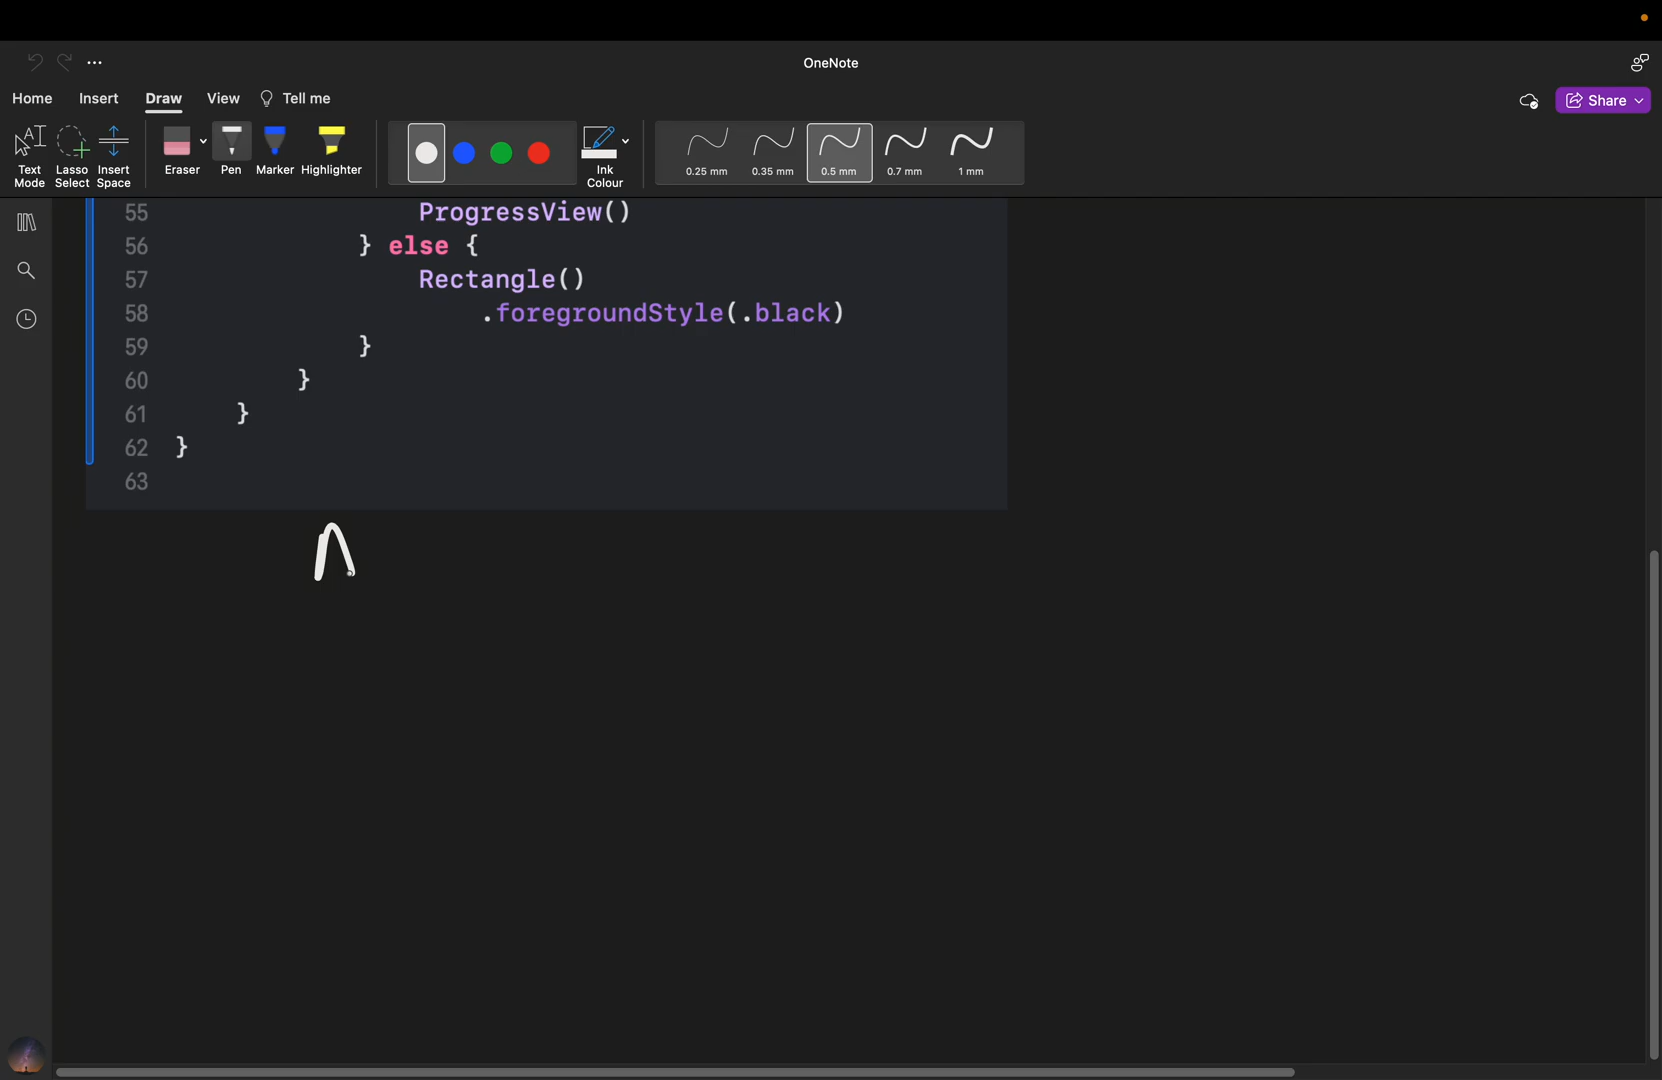 OneNote
Home Insert Draw View Tell me
Share
Text Mode
Lasso Select
Insert Space
Eraser
Pen
Marker
Highlighter
Ink Colour
0.25 mm
0.35 mm
0.5 mm
0.7 mm
1 mm
55 ProgressView()
56 } else {
57 Rectangle()
58 .foregroundStyle(.black)
59 }
60 }
61 }
62 }
63